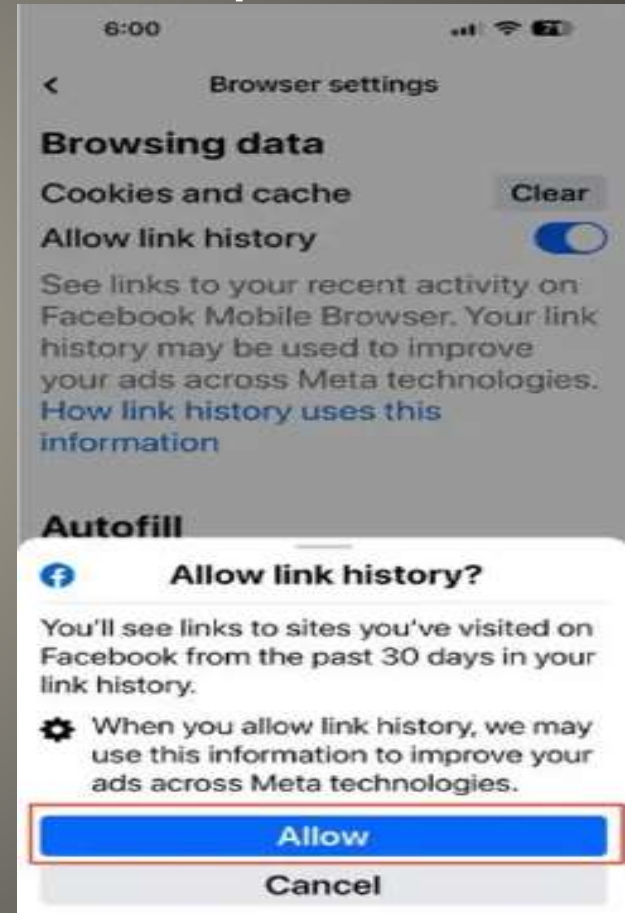 6:00
Browser settings
Browsing data
Cookies and cache Clear
Allow link history
See links to your recent activity on
Facebook Mobile Browser. Your link
history may be used to improve
your ads across Meta technologies.
How link history uses this
information
Autofill
Allow link history?
You'll see links to sites you've visited on
Facebook from the past 30 days in your
link history.
When you allow link history, we may
use this information to improve your
ads across Meta technologies.
Allow
Cancel